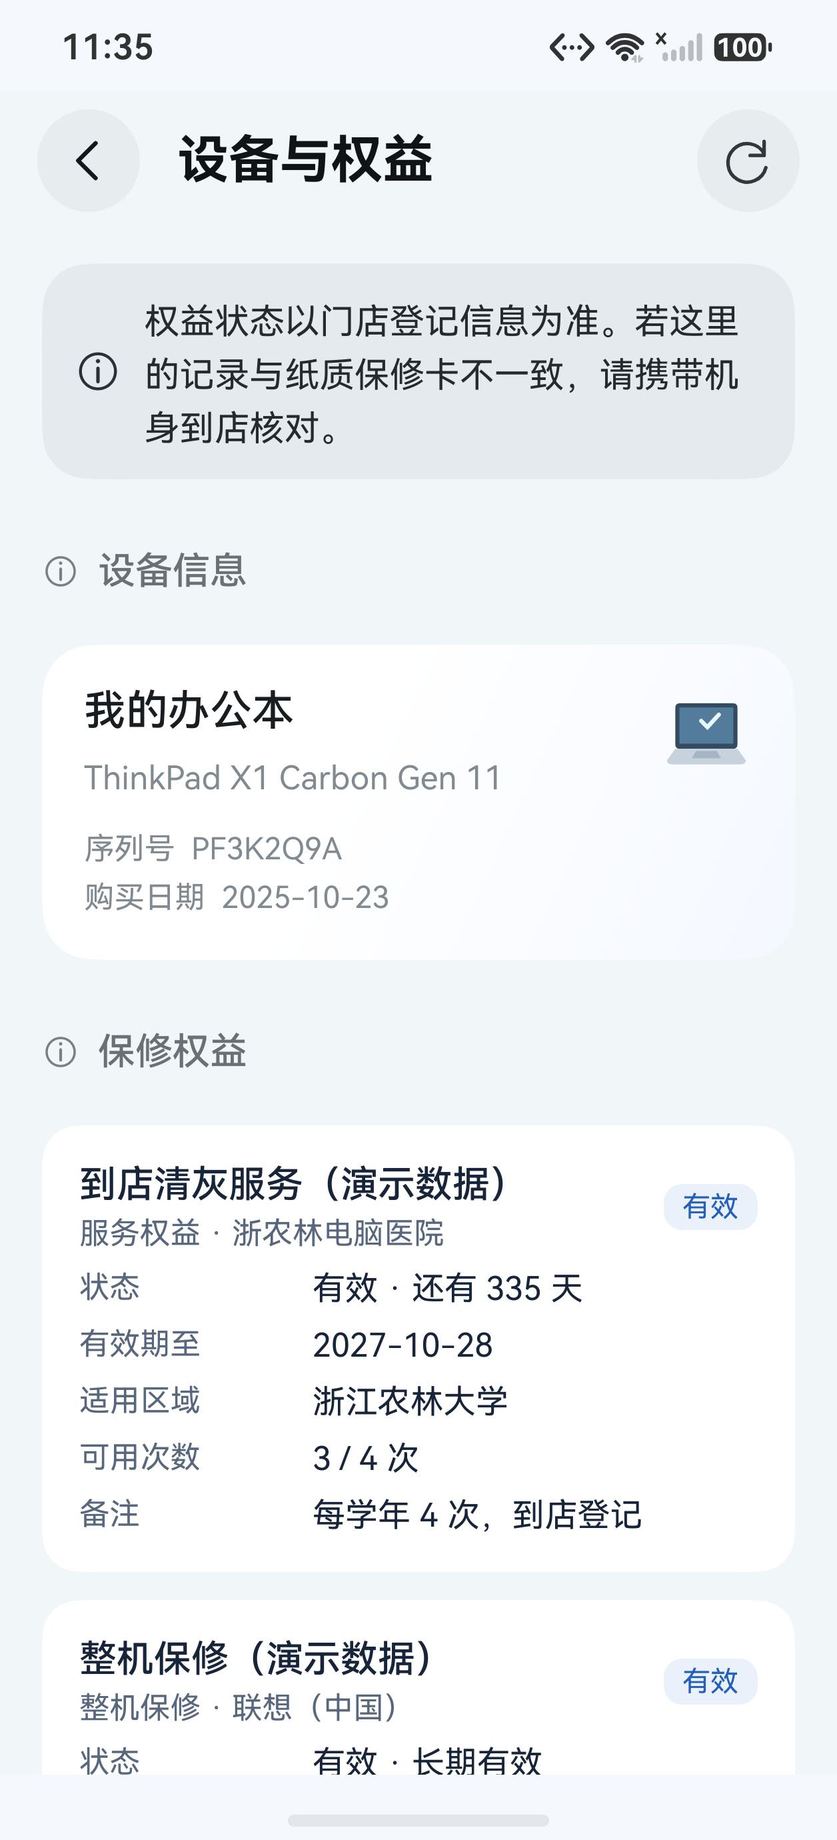 11:35
100
设备与权益
权益状态以门店登记信息为准。若这里
的记录与纸质保修卡不一致，请携带机
身到店核对。
设备信息
我的办公本
ThinkPad X1 Carbon Gen 11
序列号 PF3K2Q9A
购买日期 2025-10-23
保修权益
到店清灰服务（演示数据）
有效
服务权益 · 浙农林电脑医院
状态 有效 · 还有 335 天
有效期至 2027-10-28
适用区域 浙江农林大学
可用次数 3 / 4 次
备注 每学年 4 次，到店登记
整机保修（演示数据）
有效
整机保修 · 联想（中国）
状态 有效 · 长期有效